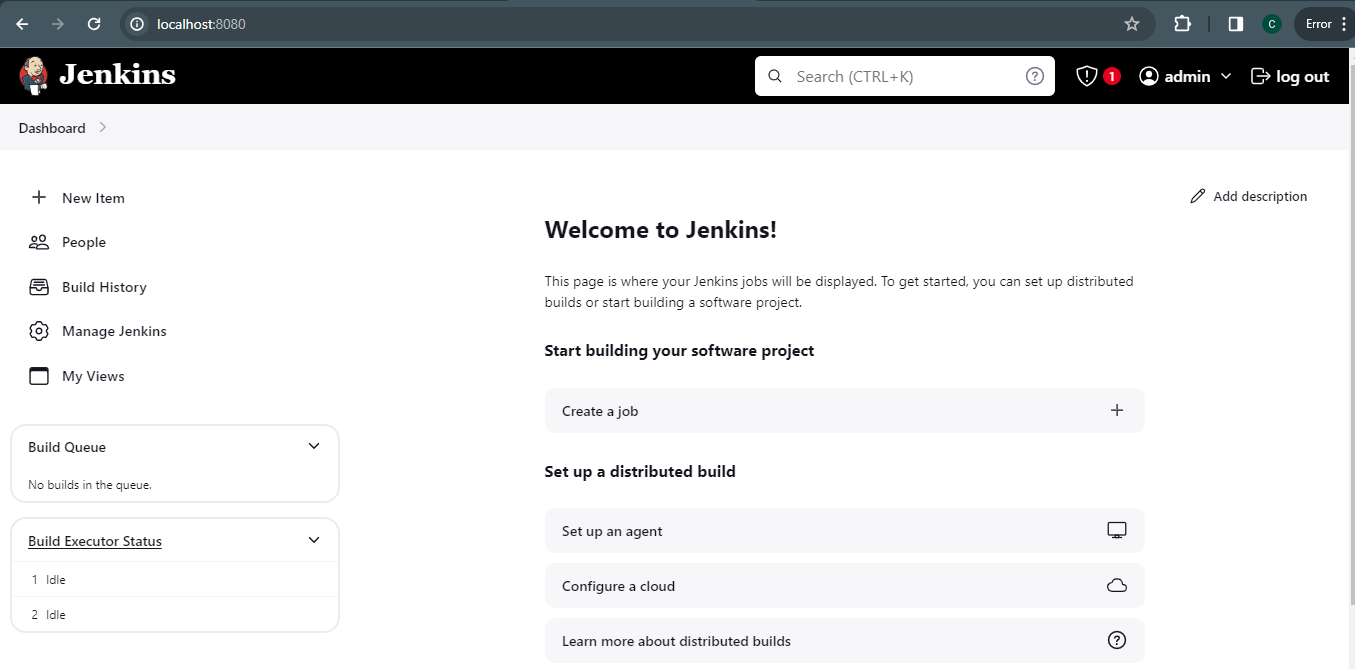 localhost:8080
C
Error
Jenkins
Search (CTRL+K)
1
admin
log out
Dashboard
New Item
People
Build History
Manage Jenkins
My Views
Build Queue
No builds in the queue.
Build Executor Status
1 Idle
2 Idle
Add description
Welcome to Jenkins!
This page is where your Jenkins jobs will be displayed. To get started, you can set up distributed
builds or start building a software project.
Start building your software project
Create a job
Set up a distributed build
Set up an agent
Configure a cloud
Learn more about distributed builds